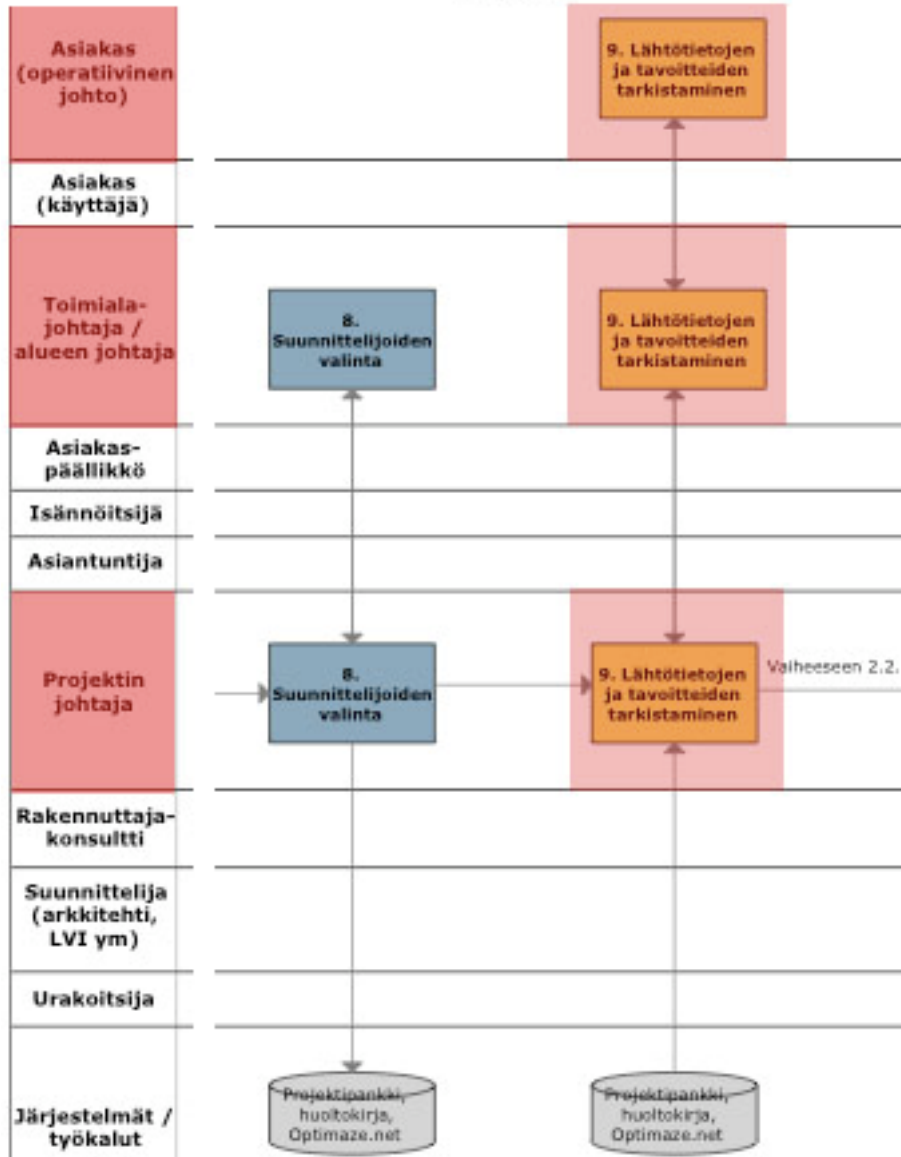 Asiakas
(operatiivinen
johto)
9. Lähtötietojen
ja tavoitteiden
tarkistaminen
Asiakas
(käyttäjä)
Toimiala-
johtaja /
alueen johtaja
8.
Suunnittelijoiden
valinta
9. Lähtötietojen
ja tavoitteiden
tarkistaminen
Asiakas-
päällikkö
Isännöitsijä
Asiantuntija
Projektin
johtaja
8.
Suunnittelijoiden
valinta
9. Lähtötietojen
ja tavoitteiden
tarkistaminen
Vaiheeseen 2.2.
Rakennuttaja-
konsultti
Suunnittelija
(arkkitehti,
LVI ym)
Urakoitsija
Järjestelmät /
työkalut
Projektipankki,
huoltokirja,
Optimaze.net
Projektipankki,
huoltokirja,
Optimaze.net